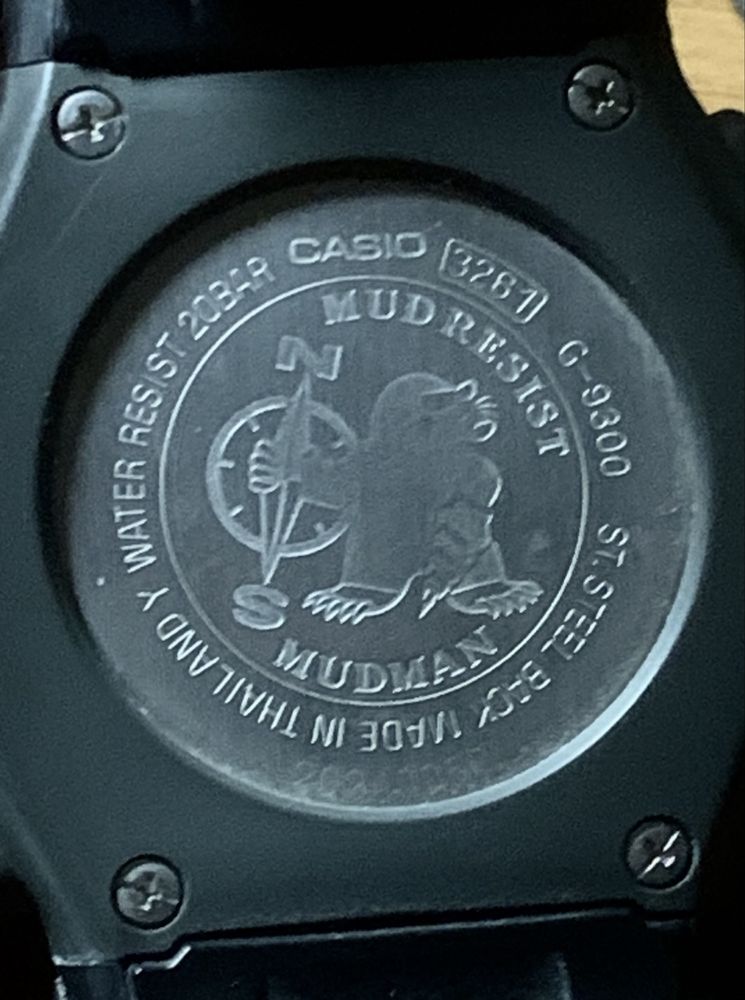 CASIO 3261 G-9300 ST.STEEL BACK MADE IN THAILAND Y WATER RESIST 20BAR
MUDRESIST
N
S
MUDMAN